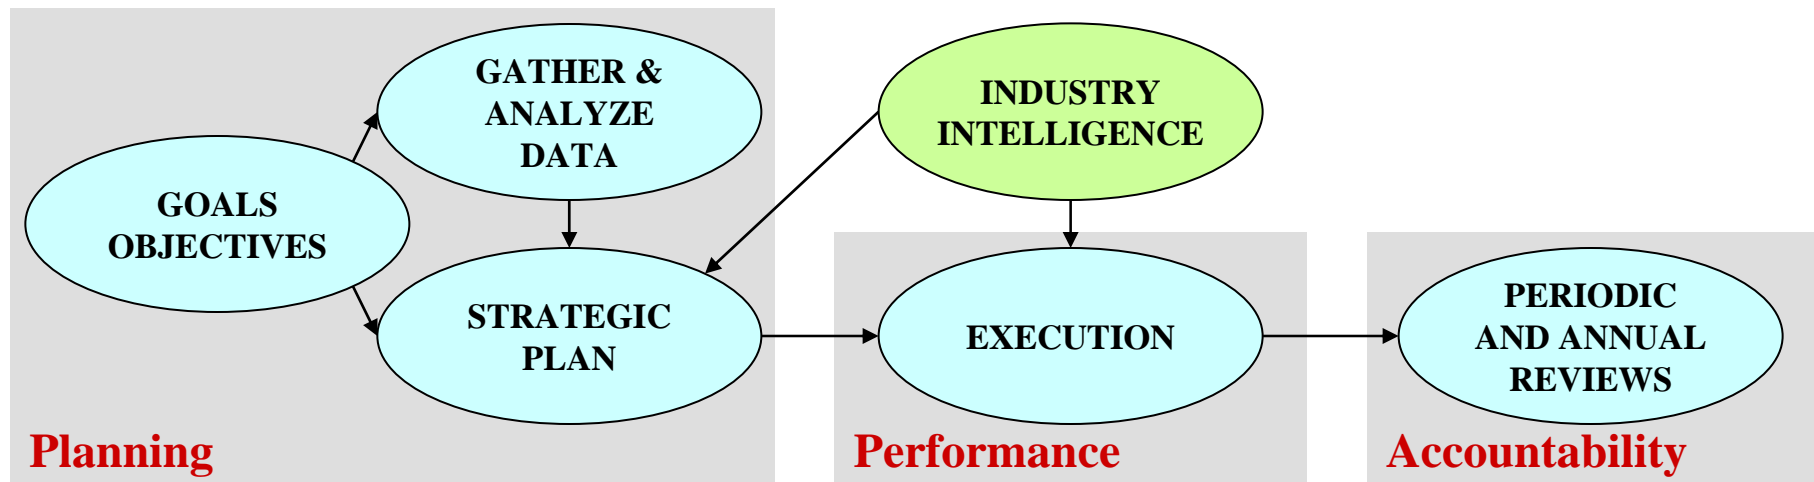 GATHER &
ANALYZE
DATA
INDUSTRY
INTELLIGENCE
GOALS
OBJECTIVES
STRATEGIC
PLAN
EXECUTION
PERIODIC
AND ANNUAL
REVIEWS
Planning
Performance
Accountability